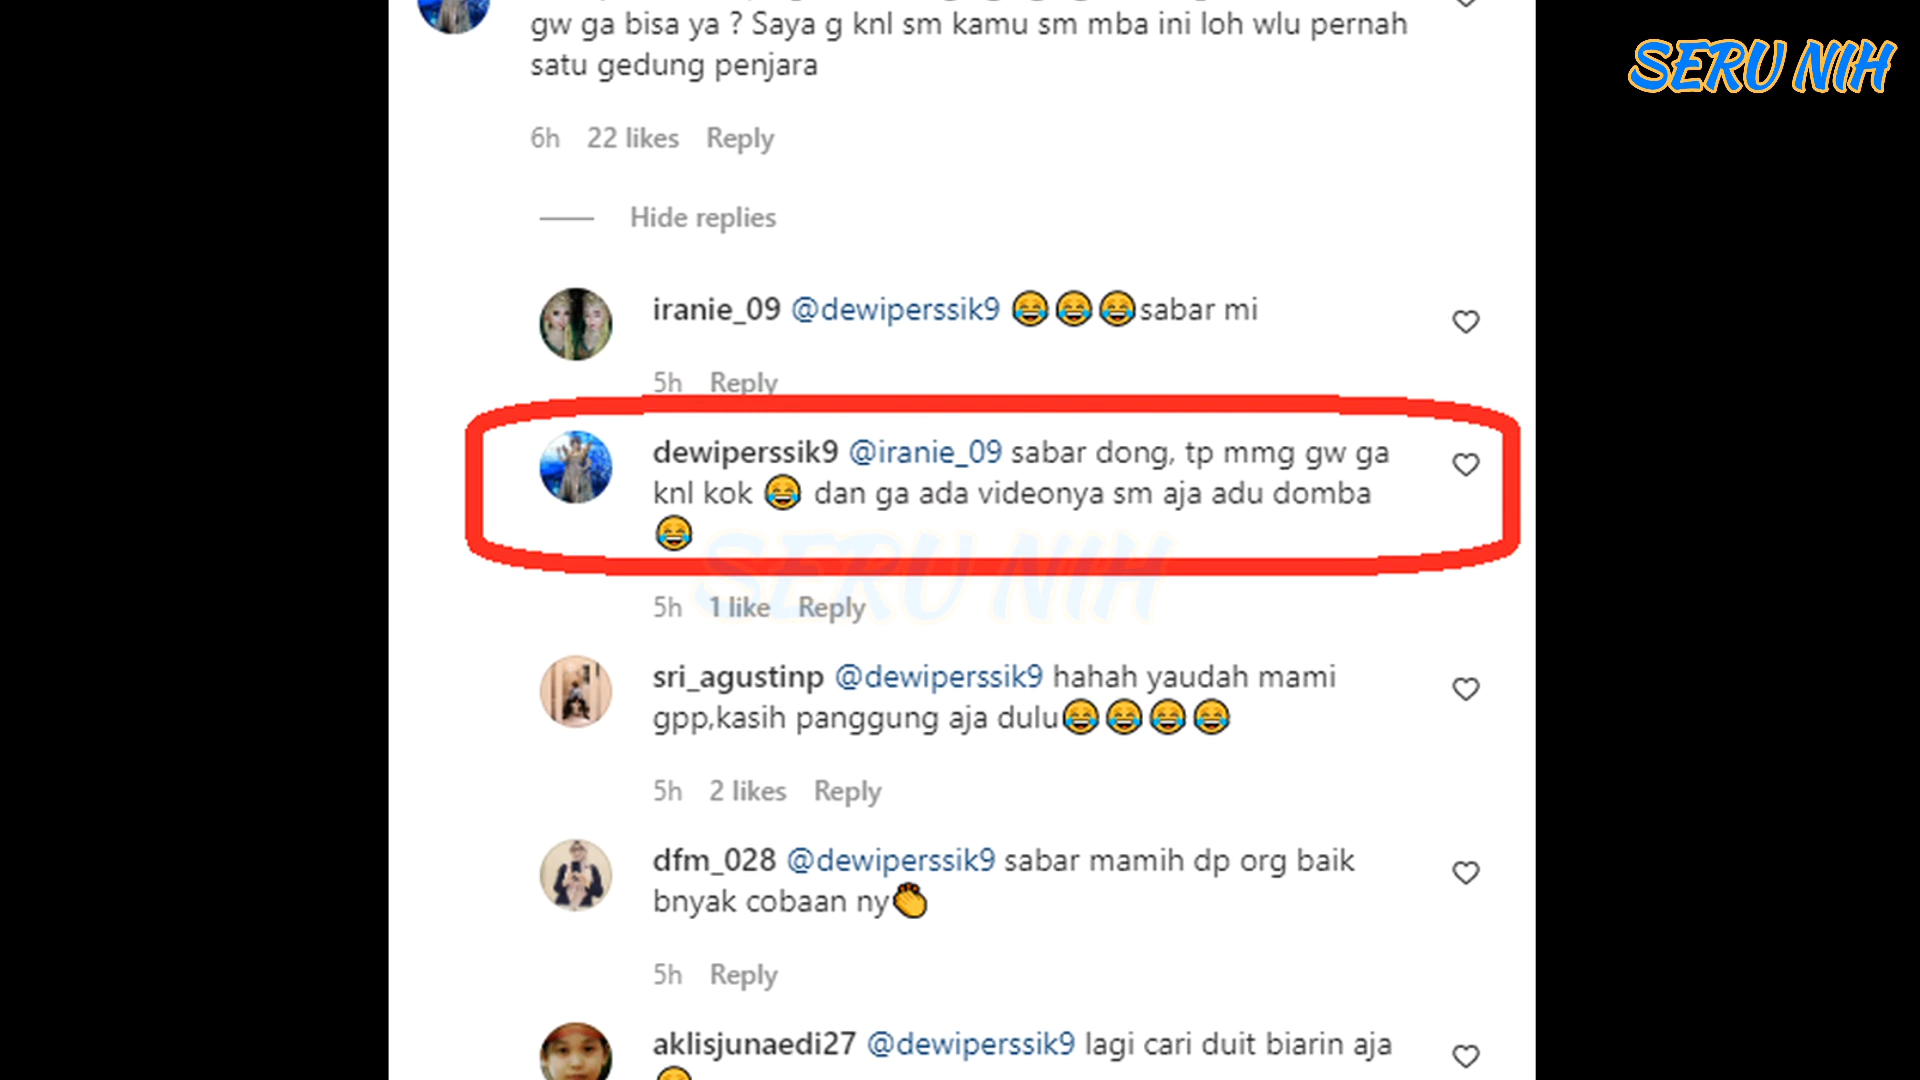 gw ga bisa ya ? Saya g knl sm kamu sm mba ini loh wlu pernah
satu gedung penjara
SERU NIH
6h 22 likes Reply
Hide replies
iranie_09 @dewiperssik9 😂😂😂sabar mi
5h Reply
dewiperssik9 @iranie_09 sabar dong, tp mmg gw ga
knl kok 😂 dan ga ada videonya sm aja adu domba
😂
SERU NIH
5h 1 like Reply
sri_agustinp @dewiperssik9 hahah yaudah mami
gpp,kasih panggung aja dulu😂😂😂😂
5h 2 likes Reply
dfm_028 @dewiperssik9 sabar mamih dp org baik
bnyak cobaan ny👏
5h Reply
aklisjunaedi27 @dewiperssik9 lagi cari duit biarin aja